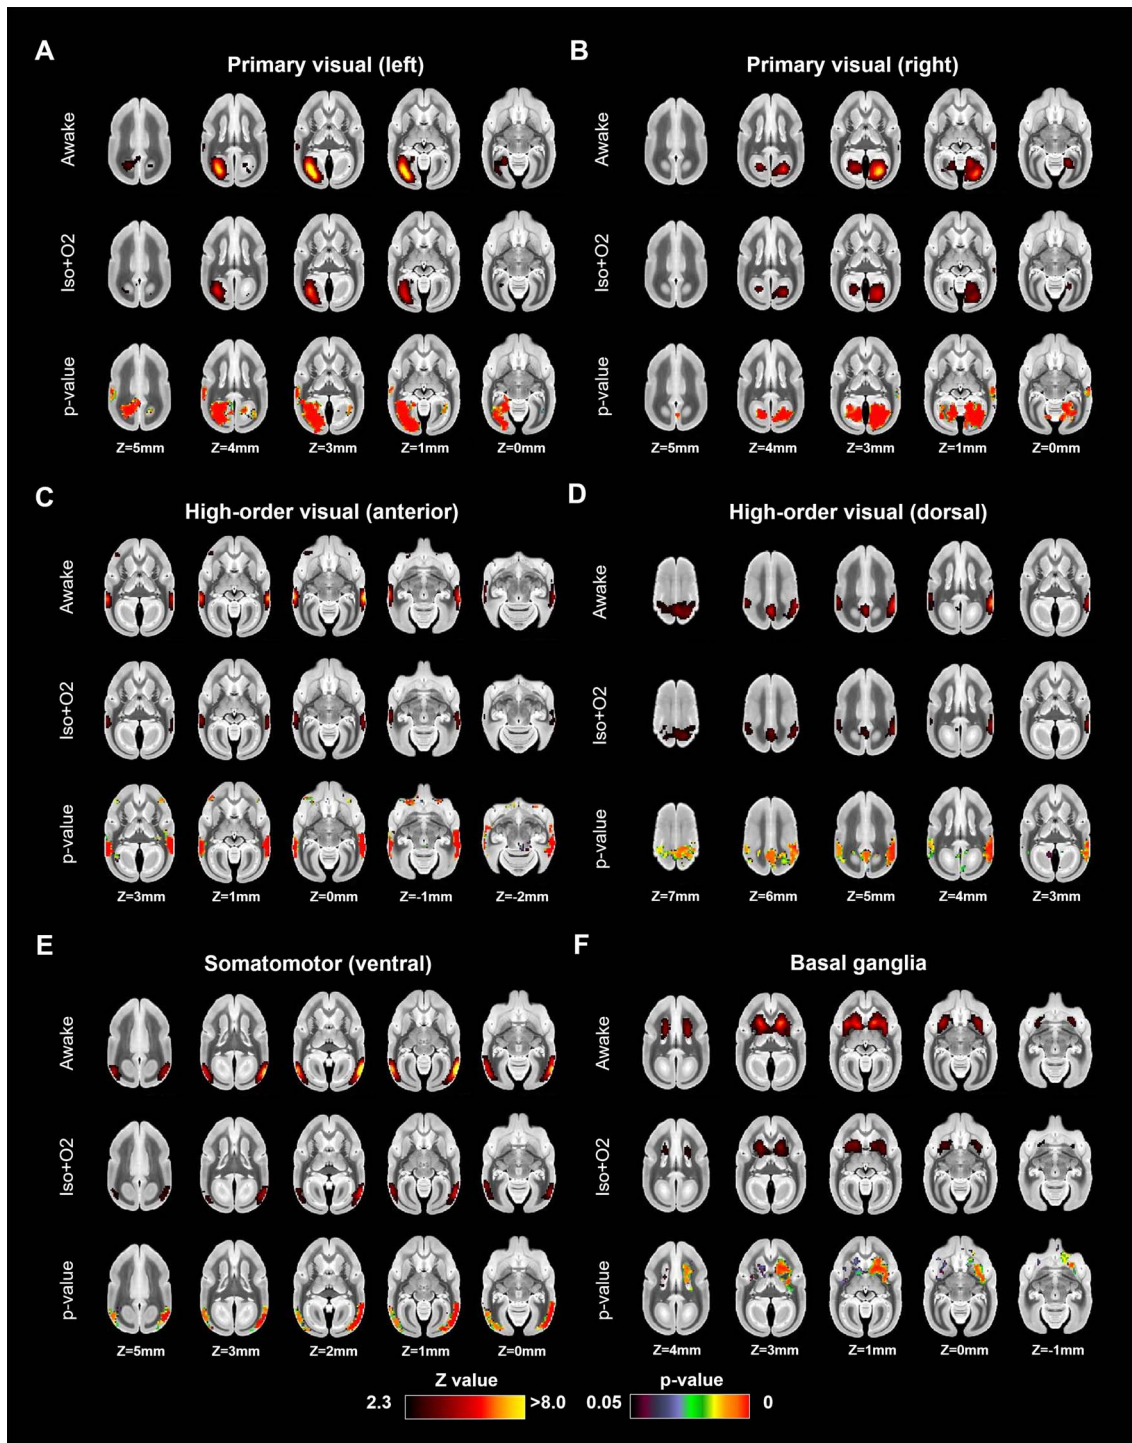 A
Primary visual (left)
Awake
Iso+O2
p-value
Z=5mm Z=4mm Z=3mm Z=1mm Z=0mm
B
Primary visual (right)
Awake
Iso+O2
p-value
Z=5mm Z=4mm Z=3mm Z=1mm Z=0mm
C
High-order visual (anterior)
Awake
Iso+O2
p-value
Z=3mm Z=1mm Z=0mm Z=-1mm Z=-2mm
D
High-order visual (dorsal)
Awake
Iso+O2
p-value
Z=7mm Z=6mm Z=5mm Z=4mm Z=3mm
E
Somatomotor (ventral)
Awake
Iso+O2
p-value
Z=5mm Z=3mm Z=2mm Z=1mm Z=0mm
F
Basal ganglia
Awake
Iso+O2
p-value
Z=4mm Z=3mm Z=1mm Z=0mm Z=-1mm
Z value
2.3 >8.0
p-value
0.05 0